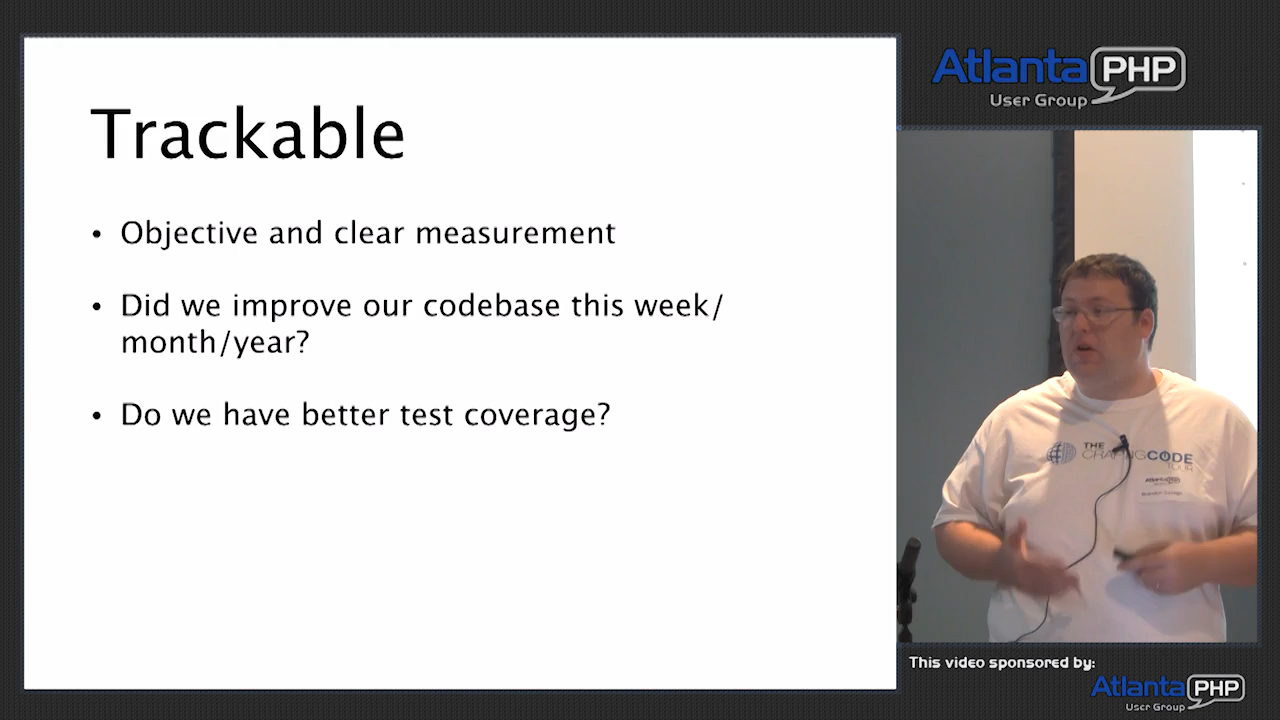 Trackable
• Objective and clear measurement
• Did we improve our codebase this week/
month/year?
• Do we have better test coverage?
Atlanta PHP
User Group
THE
CODE
TOUR
This video sponsored by:
Atlanta PHP
User Group